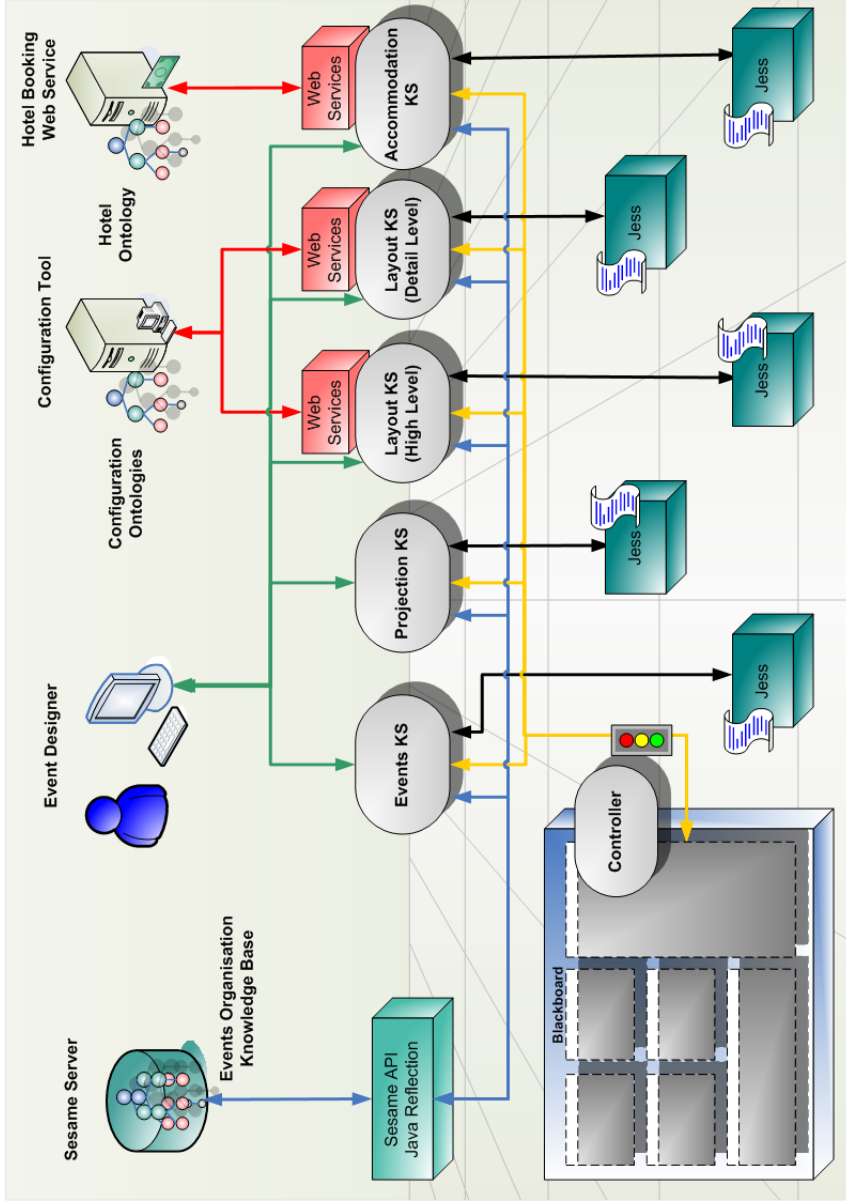 Sesame Server
Events Organisation
Knowledge Base
Event Designer
Configuration Tool
Configuration
Ontologies
Hotel Booking
Web Service
Hotel
Ontology
Sesame API
Java Reflection
Events KS
Projection KS
Web
Services
Layout KS
(High Level)
Web
Services
Layout KS
(Detail Level)
Web
Services
Accommodation
KS
Blackboard
Controller
Jess
Jess
Jess
Jess
Jess